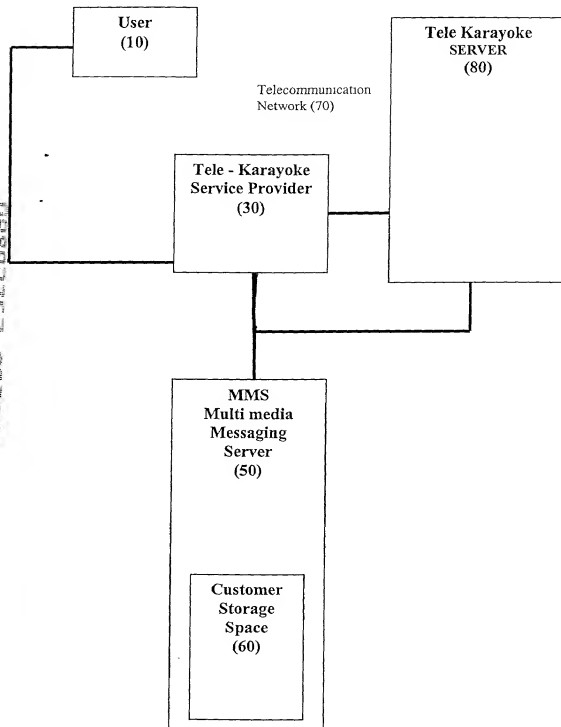 User
(10)
Tele Karayoke
SERVER
(80)
Telecommunication
Network (70)
Tele - Karayoke
Service Provider
(30)
MMS
Multi media
Messaging
Server
(50)
Customer
Storage
Space
(60)